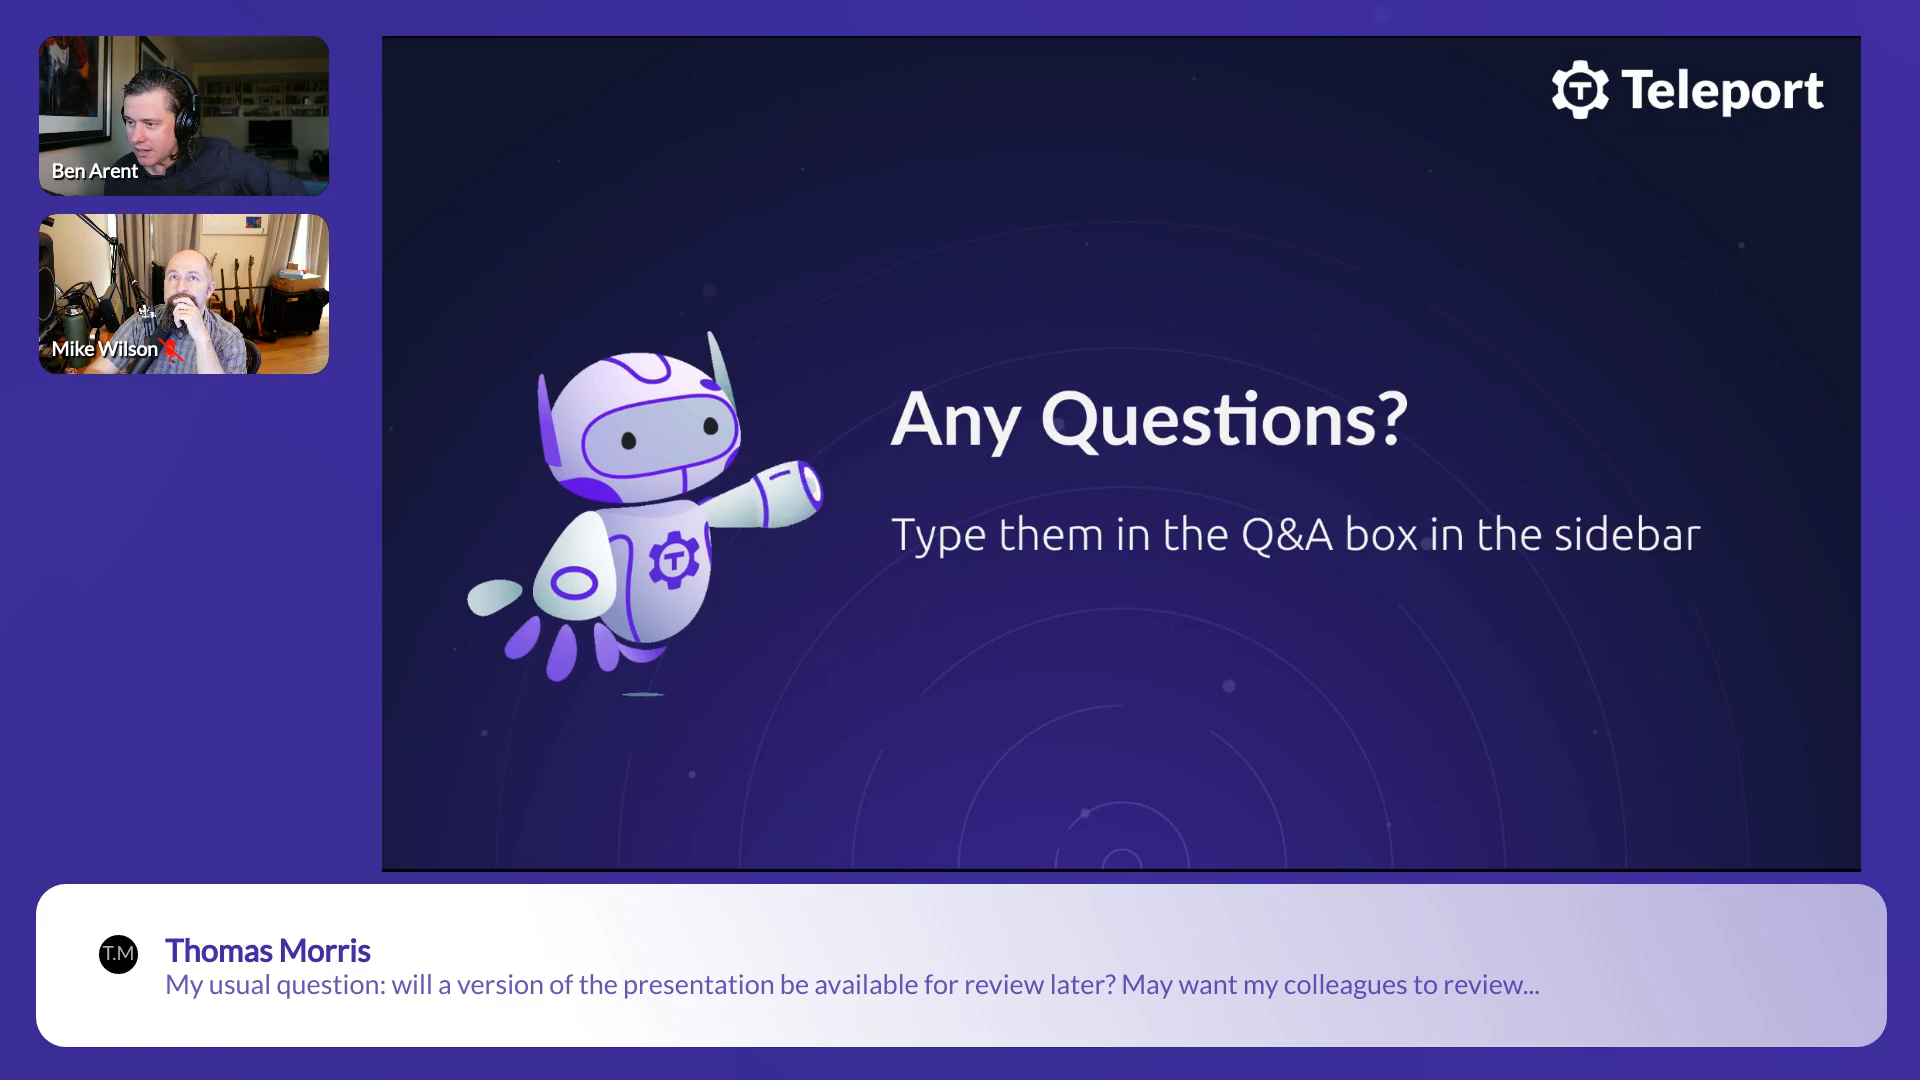 Ben Arent
Mike Wilson
Teleport
Any Questions?
Type them in the Q&A box in the sidebar
T.M
Thomas Morris
My usual question: will a version of the presentation be available for review later? May want my colleagues to review...